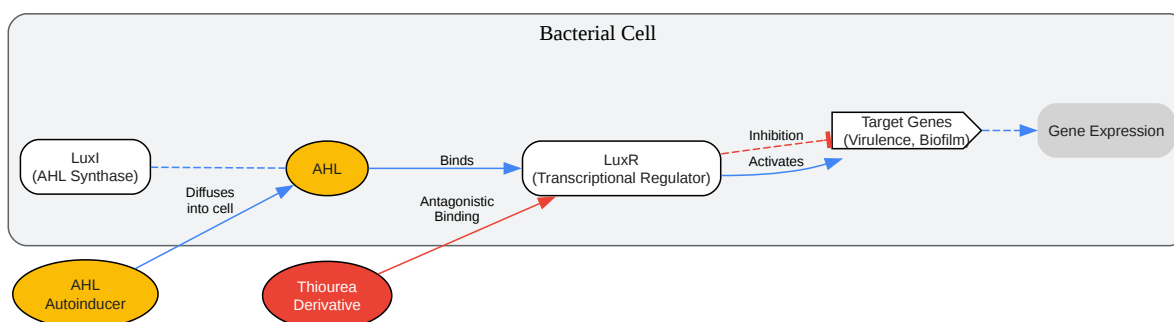 Bacterial Cell
LuxI
(AHL Synthase)
AHL
Binds
LuxR
(Transcriptional Regulator)
Inhibition
Activates
Target Genes
(Virulence, Biofilm)
Gene Expression
Diffuses
into cell
Antagonistic
Binding
AHL
Autoinducer
Thiourea
Derivative